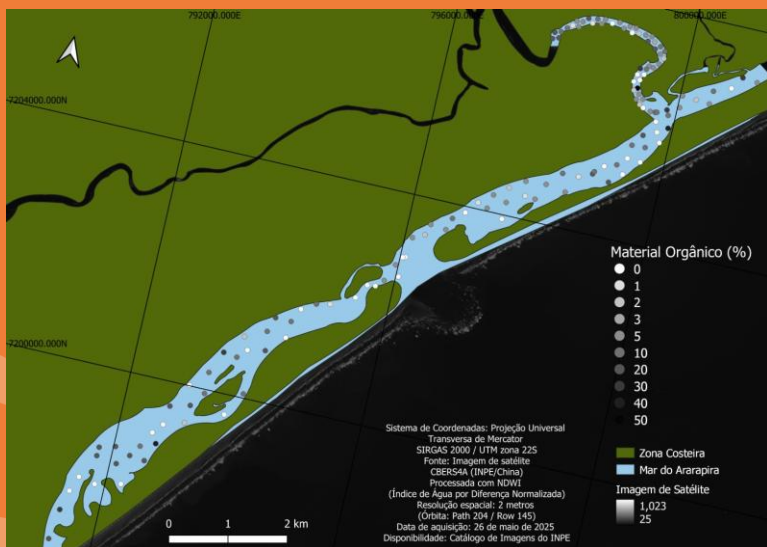 792000.000E
796000.000E
800000.000E
7204000.000N
7200000.000N
Material Orgânico (%)
0
1
2
3
5
10
20
30
40
50
Sistema de Coordenadas: Projeção Universal
Transversa de Mercator
SIRGAS 2000 / UTM zona 22S
Fonte: Imagem de satélite
CBERS4A (INPE/China)
Processada com NDWI
(Índice de Água por Diferença Normalizada)
Resolução espacial: 2 metros
(Órbita: Path 204 / Row 145)
Data de aquisição: 26 de maio de 2025
Disponibilidade: Catálogo de Imagens do INPE
Zona Costeira
Mar do Ararapira
Imagem de Satélite
1,023
25
0 1 2 km